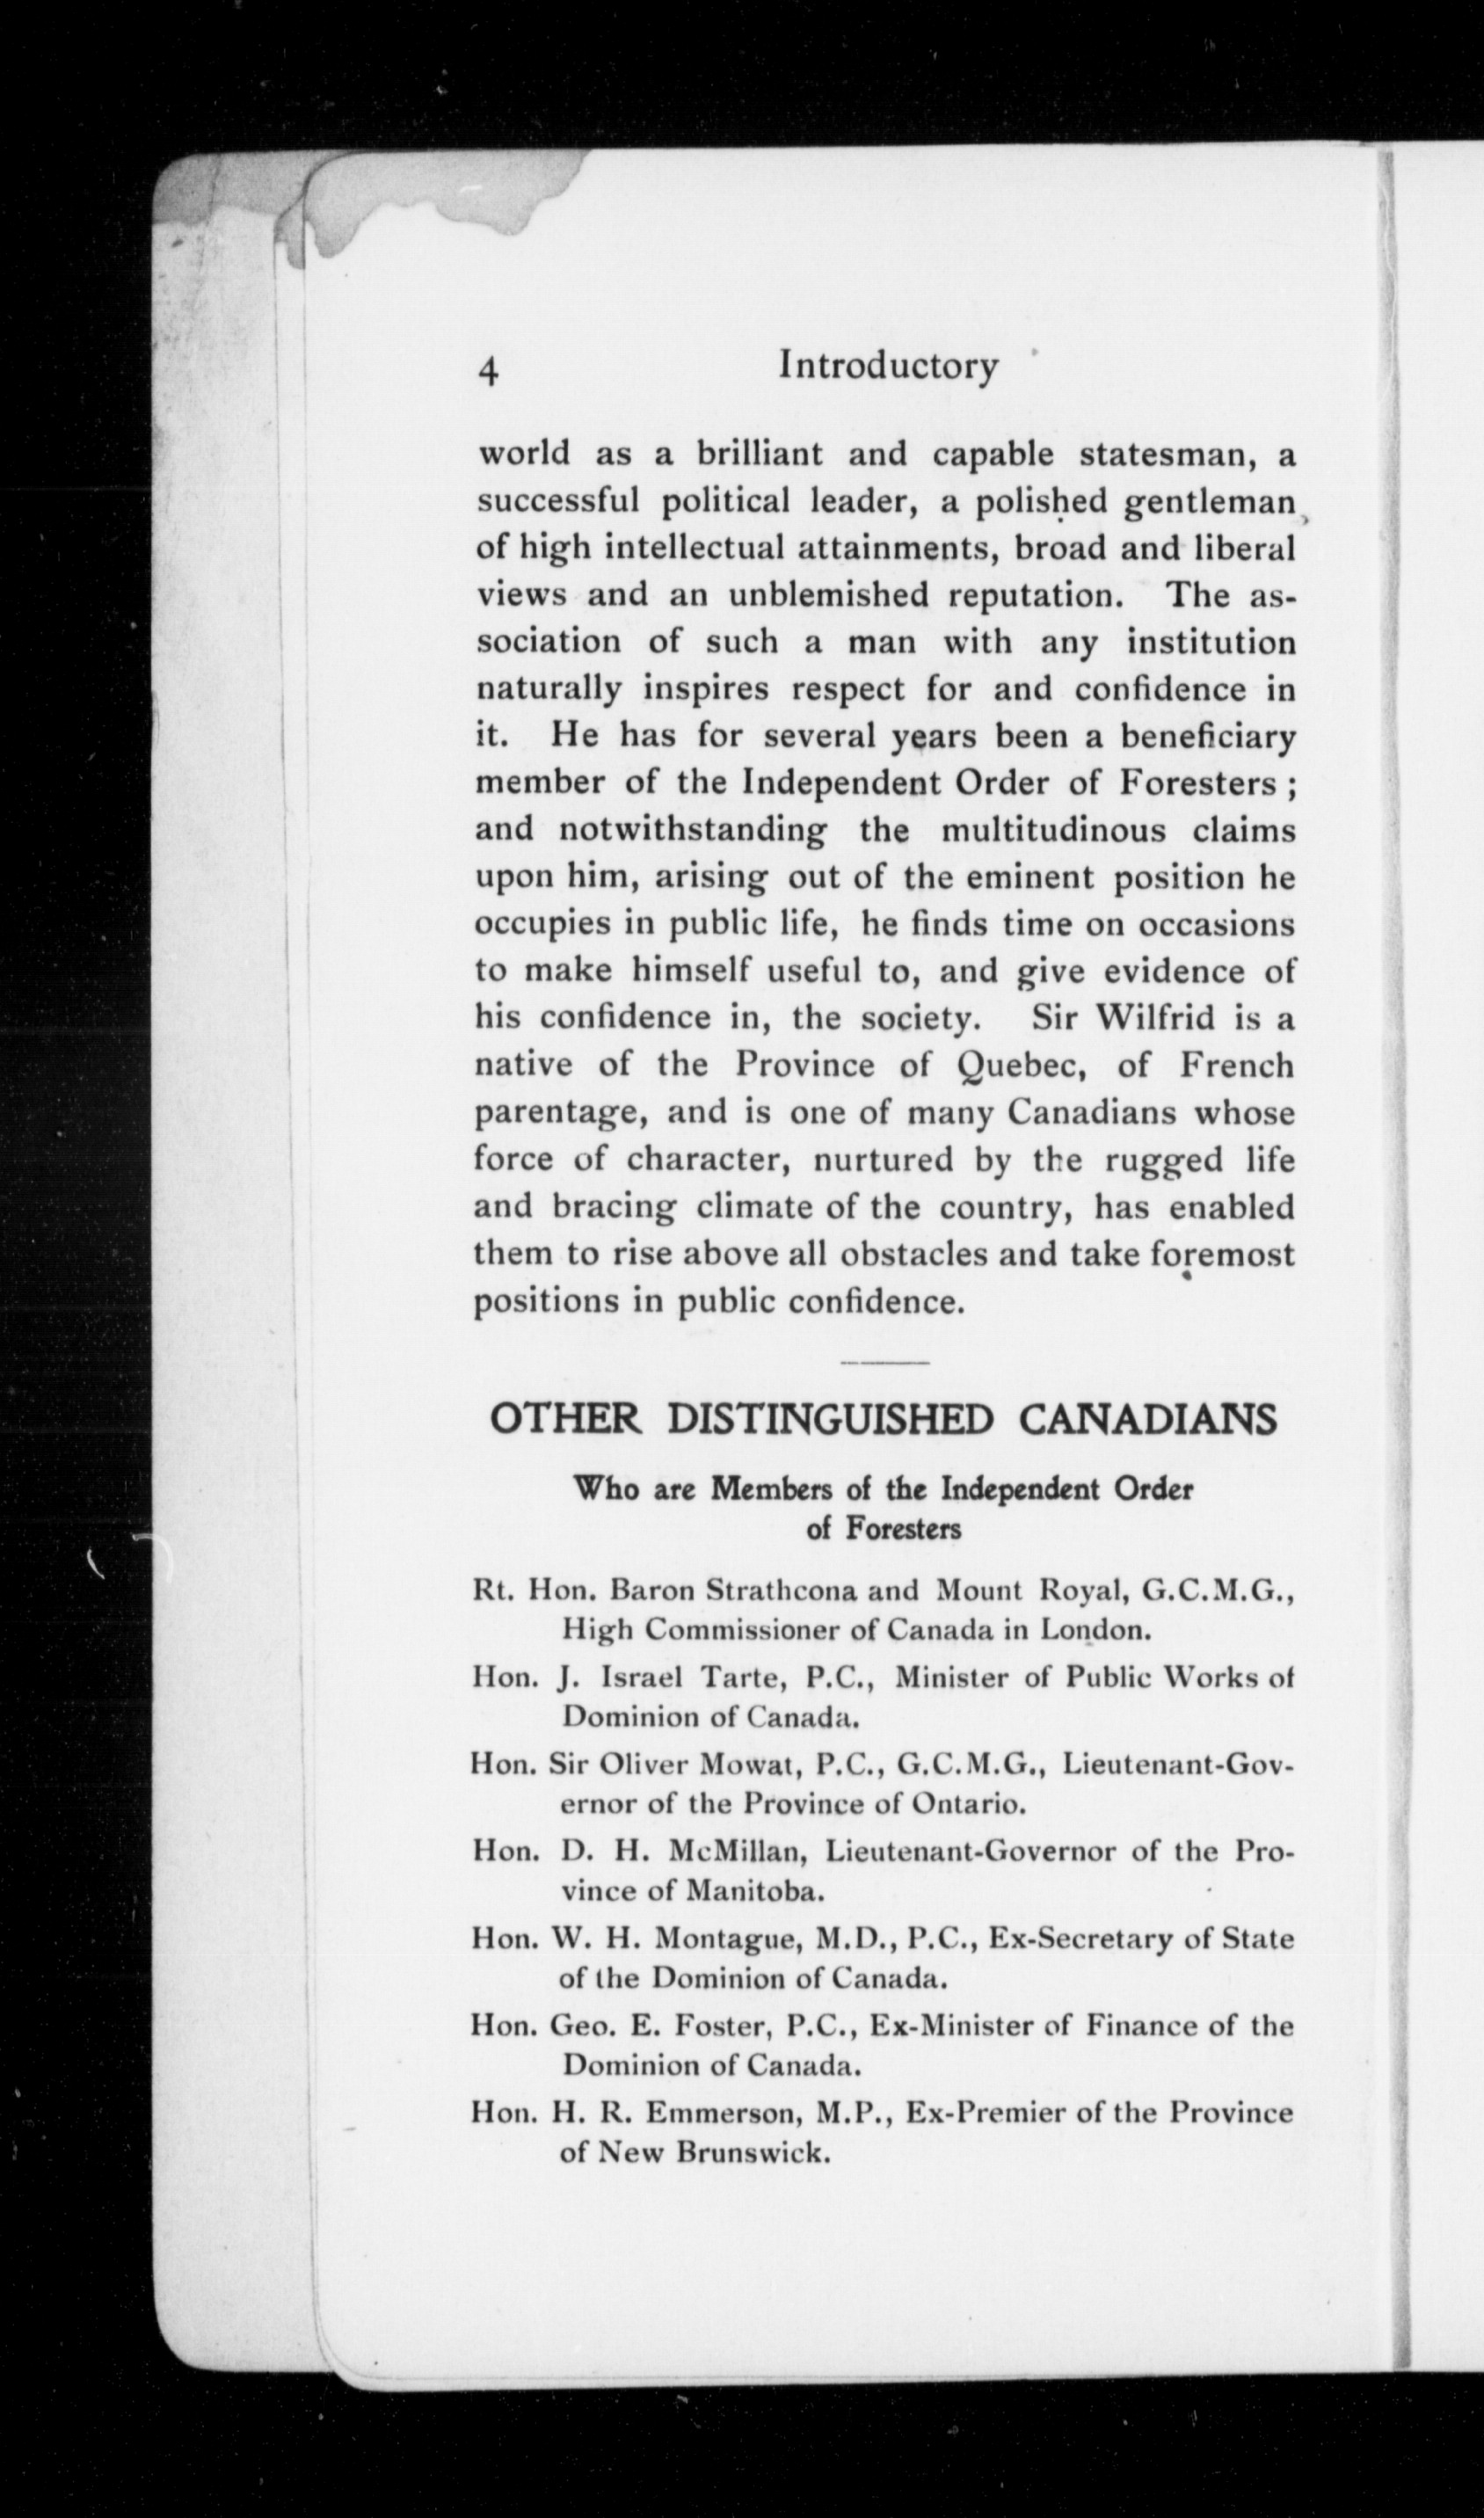 4 Introductory
world as a brilliant and capable statesman, a
successful political leader, a polished gentleman
of high intellectual attainments, broad and liberal
views and an unblemished reputation. The as-
sociation of such a man with any institution
naturally inspires respect for and confidence in
it. He has for several years been a beneficiary
member of the Independent Order of Foresters ;
and notwithstanding the multitudinous claims
upon him, arising out of the eminent position he
occupies in public life, he finds time on occasions
to make himself useful to, and give evidence of
his confidence in, the society. Sir Wilfrid is a
native of the Province of Quebec, of French
parentage, and is one of many Canadians whose
force of character, nurtured by the rugged life
and bracing climate of the country, has enabled
them to rise above all obstacles and take foremost
positions in public confidence.
OTHER DISTINGUISHED CANADIANS
Who are Members of the Independent Order
of Foresters
Rt. Hon. Baron Strathcona and Mount Royal, G.C.M.G.,
High Commissioner of Canada in London.
Hon. J. Israel Tarte, P.C., Minister of Public Works of
Dominion of Canada.
Hon. Sir Oliver Mowat, P.C., G.C.M.G., Lieutenant-Gov-
ernor of the Province of Ontario.
Hon. D. H. McMillan, Lieutenant-Governor of the Pro-
vince of Manitoba.
Hon. W. H. Montague, M.D., P.C., Ex-Secretary of State
of the Dominion of Canada.
Hon. Geo. E. Foster, P.C., Ex-Minister of Finance of the
Dominion of Canada.
Hon. H. R. Emmerson, M.P., Ex-Premier of the Province
of New Brunswick.